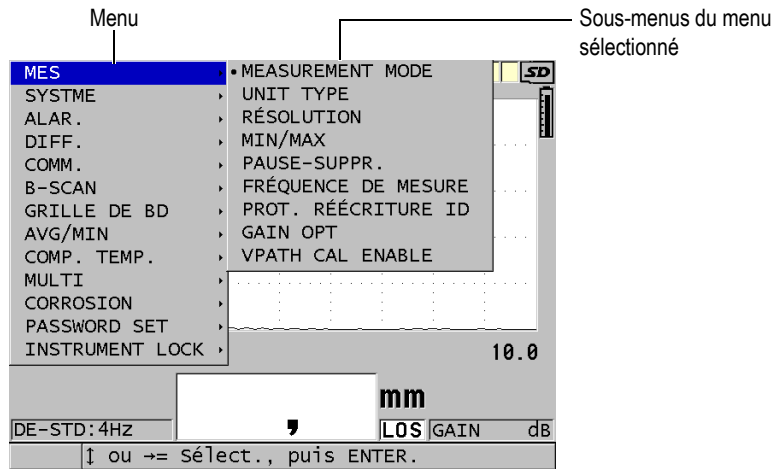 Menu
Sous-menus du menu
sélectionné
MES
SYSTME
ALAR.
DIFF.
COMM.
B-SCAN
GRILLE DE BD
AVG/MIN
COMP. TEMP.
MULTI
CORROSION
PASSWORD SET
INSTRUMENT LOCK
•MEASUREMENT MODE
UNIT TYPE
RÉSOLUTION
MIN/MAX
PAUSE-SUPPR.
FRÉQUENCE DE MESURE
PROT. RÉÉCRITURE ID
GAIN OPT
VPATH CAL ENABLE
SD
10.0
mm
DE-STD:4Hz , LOS GAIN dB
↕ ou →= Sélect., puis ENTER.